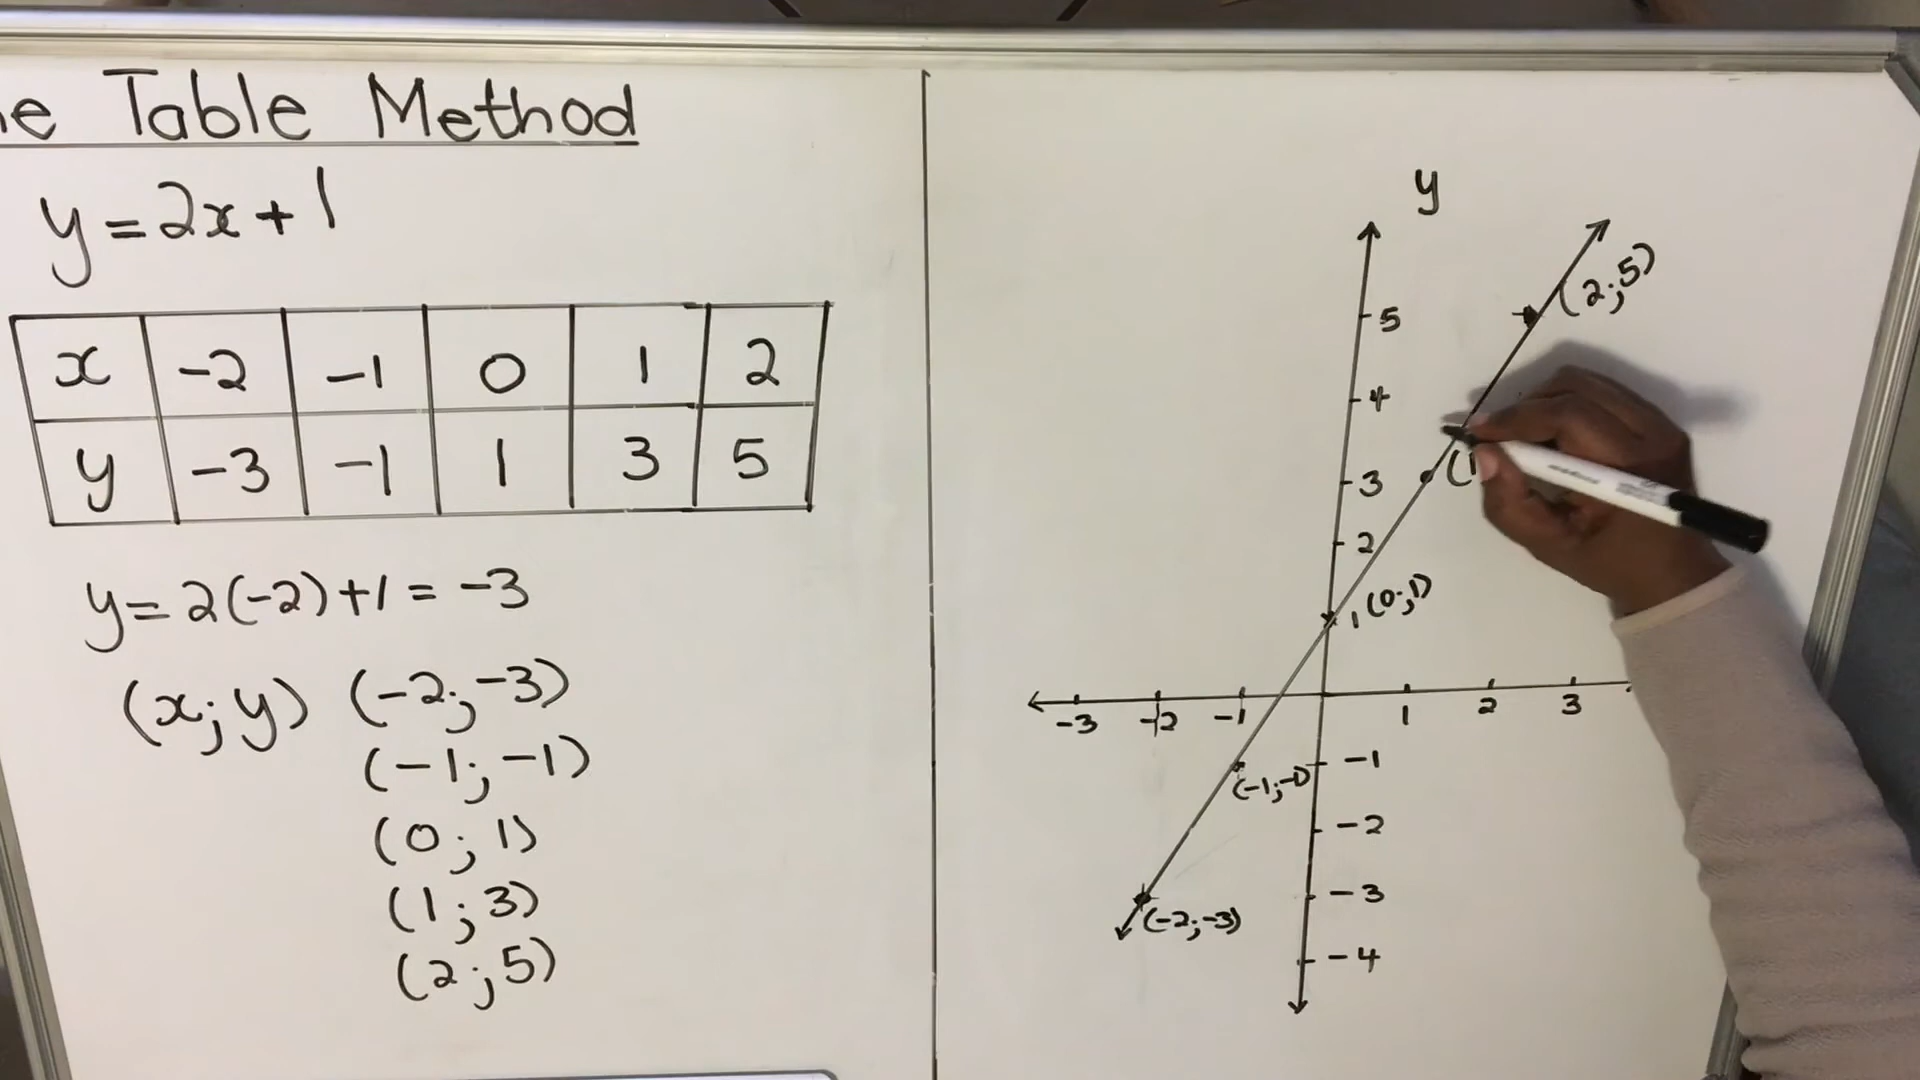 e Table Method
y=2x+1
x -2 -1 0 1 2
y -3 -1 1 3 5
y=2(-2)+1=-3
(x;y) (-2;-3)
(-1;-1)
(0;1)
(1;3)
(2;5)
y
(2;5)
5
4
3 (1
2
1 (0;1)
-3 -2 -1 1 2 3
-1
(-1;-1)
-2
-3
(-2;-3)
-4